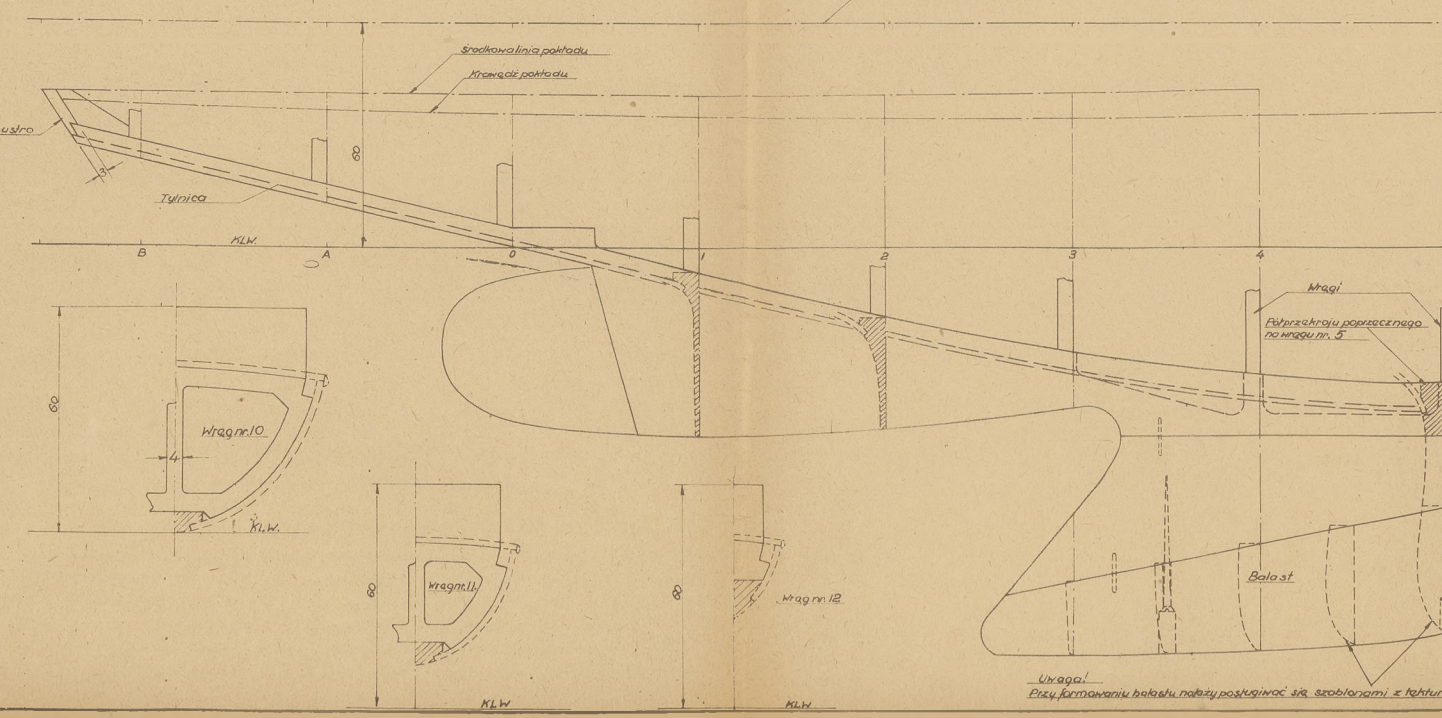 Środkowa linia pokładu
Krawędź pokładu
ustro
60
3
Tylnica
KLW.
B
A
0
1
2
3
4
Wręgi
Półprzekroju poprzecznego
na wręgu nr. 5
60
Wręg nr. 10
4
KLW.
60
Wręg nr. 11
KLW
60
Wręg nr. 12
KLW.
Balast
Uwaga!
Przy formowaniu balastu należy posługiwać się szablonami z tektur